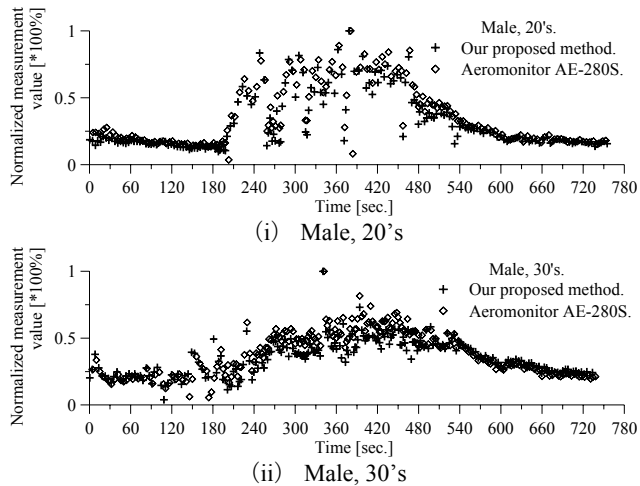 Normalized measurement
value [*100%]
1
0.5
0
Male, 20's.
Our proposed method.
Aeromonitor AE-280S.
0 60 120 180 240 300 360 420 480 540 600 660 720 780
Time [sec.]
(i) Male, 20's
Normalized measurement
value [*100%]
1
0.5
0
Male, 30's.
Our proposed method.
Aeromonitor AE-280S.
0 60 120 180 240 300 360 420 480 540 600 660 720 780
Time [sec.]
(ii) Male, 30's